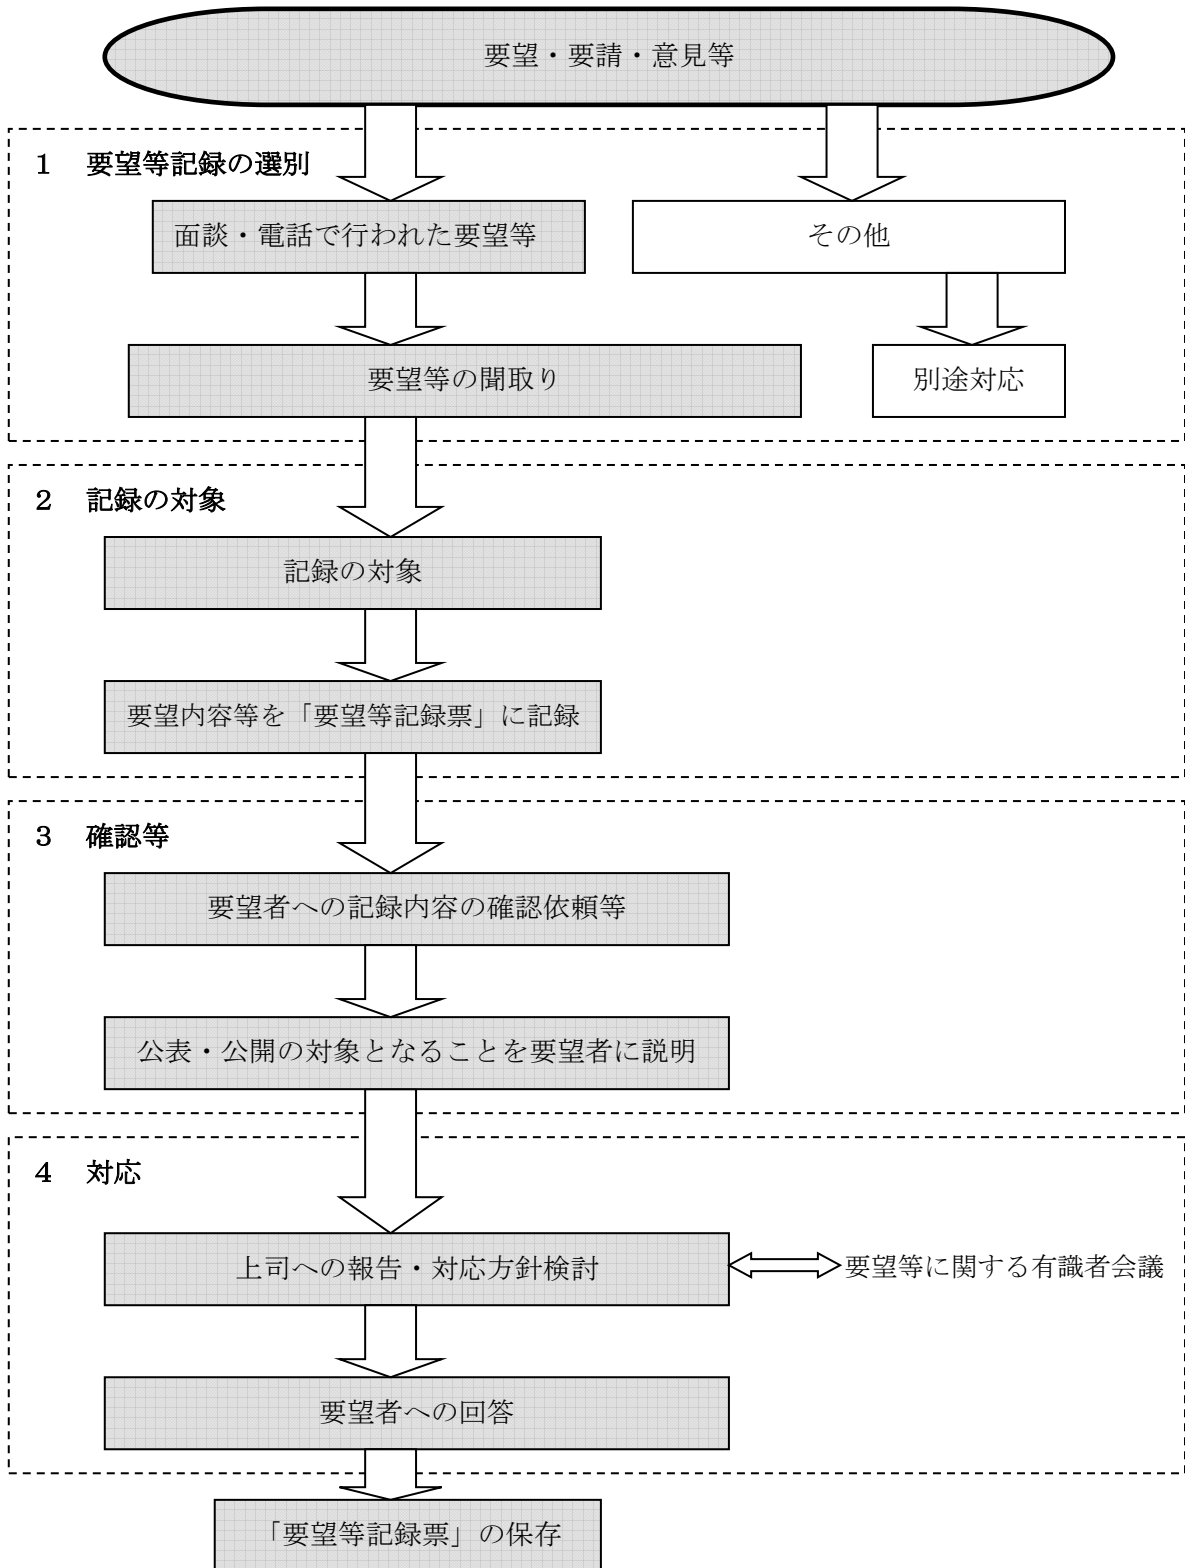 要望・要請・意見等
１　要望等記録の選別
面談・電話で行われた要望等
その他
要望等の聞取り
別途対応
２　記録の対象
記録の対象
要望内容等を「要望等記録票」に記録
３　確認等
要望者への記録内容の確認依頼等
公表・公開の対象となることを要望者に説明
４　対応
上司への報告・対応方針検討
要望等に関する有識者会議
要望者への回答
「要望等記録票」の保存